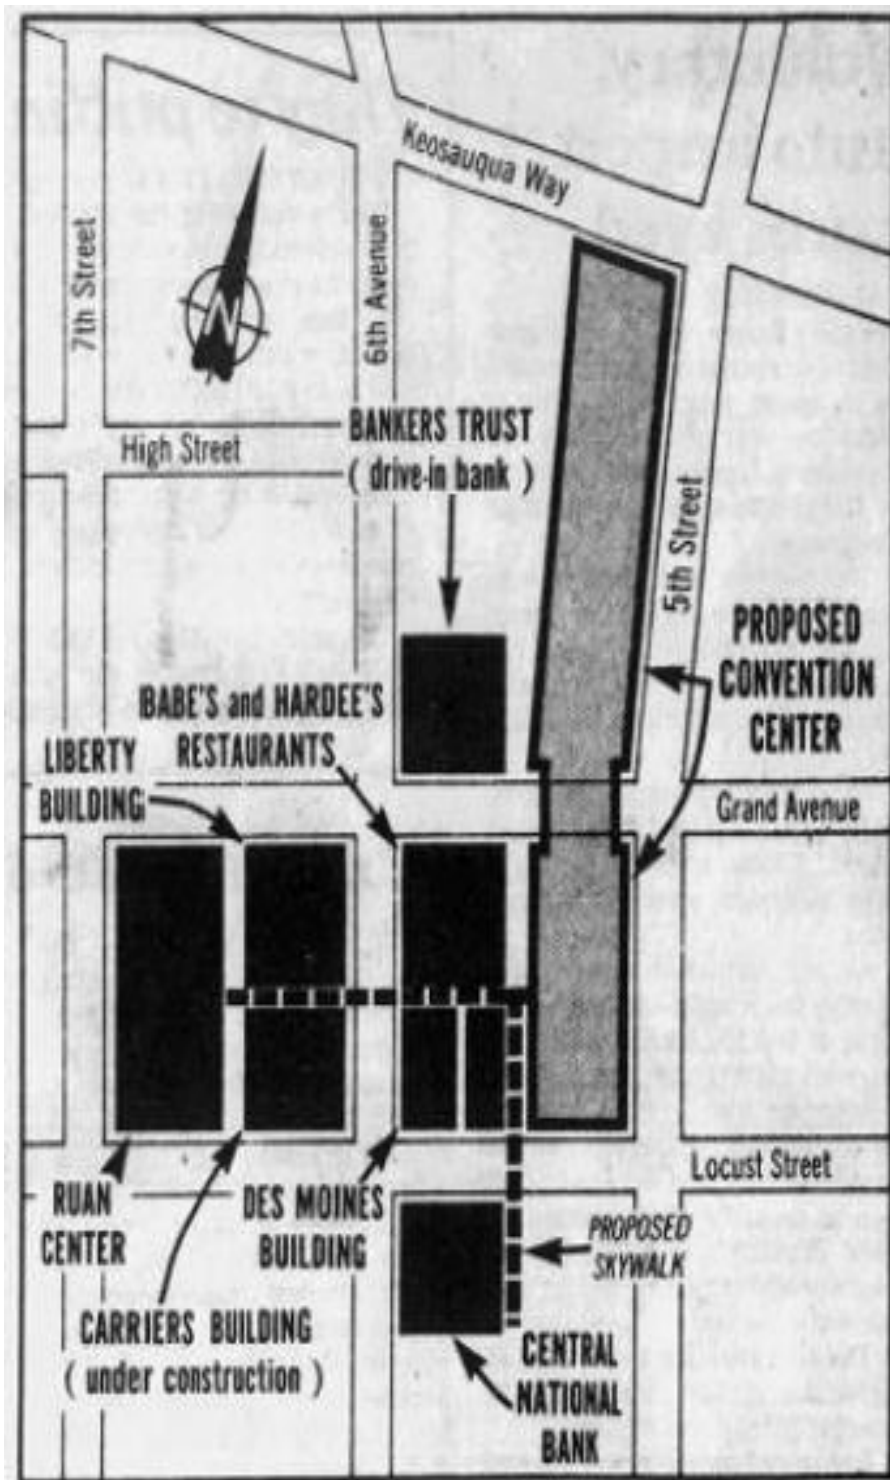 Keosauqua Way
7th Street
6th Avenue
N
High Street
BANKERS TRUST
( drive-in bank )
5th Street
PROPOSED
CONVENTION
CENTER
BABE'S and HARDEE'S
RESTAURANTS
LIBERTY
BUILDING
Grand Avenue
Locust Street
RUAN
CENTER
DES MOINES
BUILDING
PROPOSED
SKYWALK
CARRIERS BUILDING
( under construction )
CENTRAL
NATIONAL
BANK